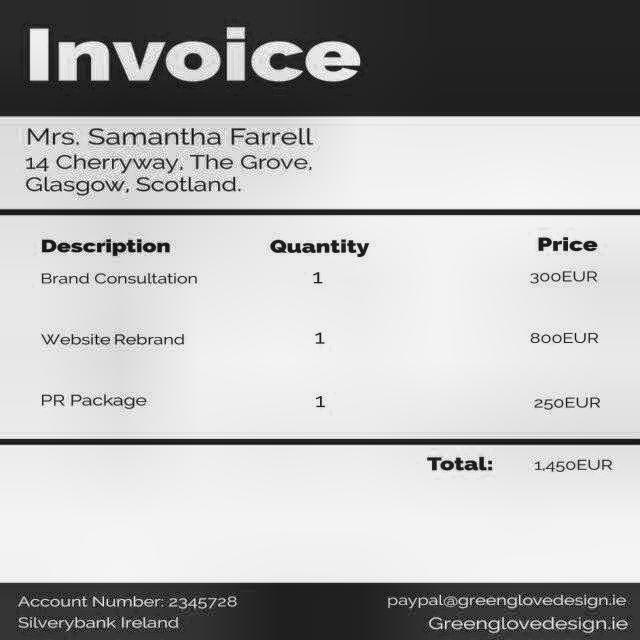 Invoice
Mrs. Samantha Farrell
14 Cherryway, The Grove,
Glasgow, Scotland.
Description Quantity Price
Brand Consultation 1 300EUR
Website Rebrand 1 800EUR
PR Package 1 250EUR
Total: 1,450EUR
Account Number: 2345728 paypal@greenglovedesign.ie
Silverybank Ireland Greenglovedesign.ie